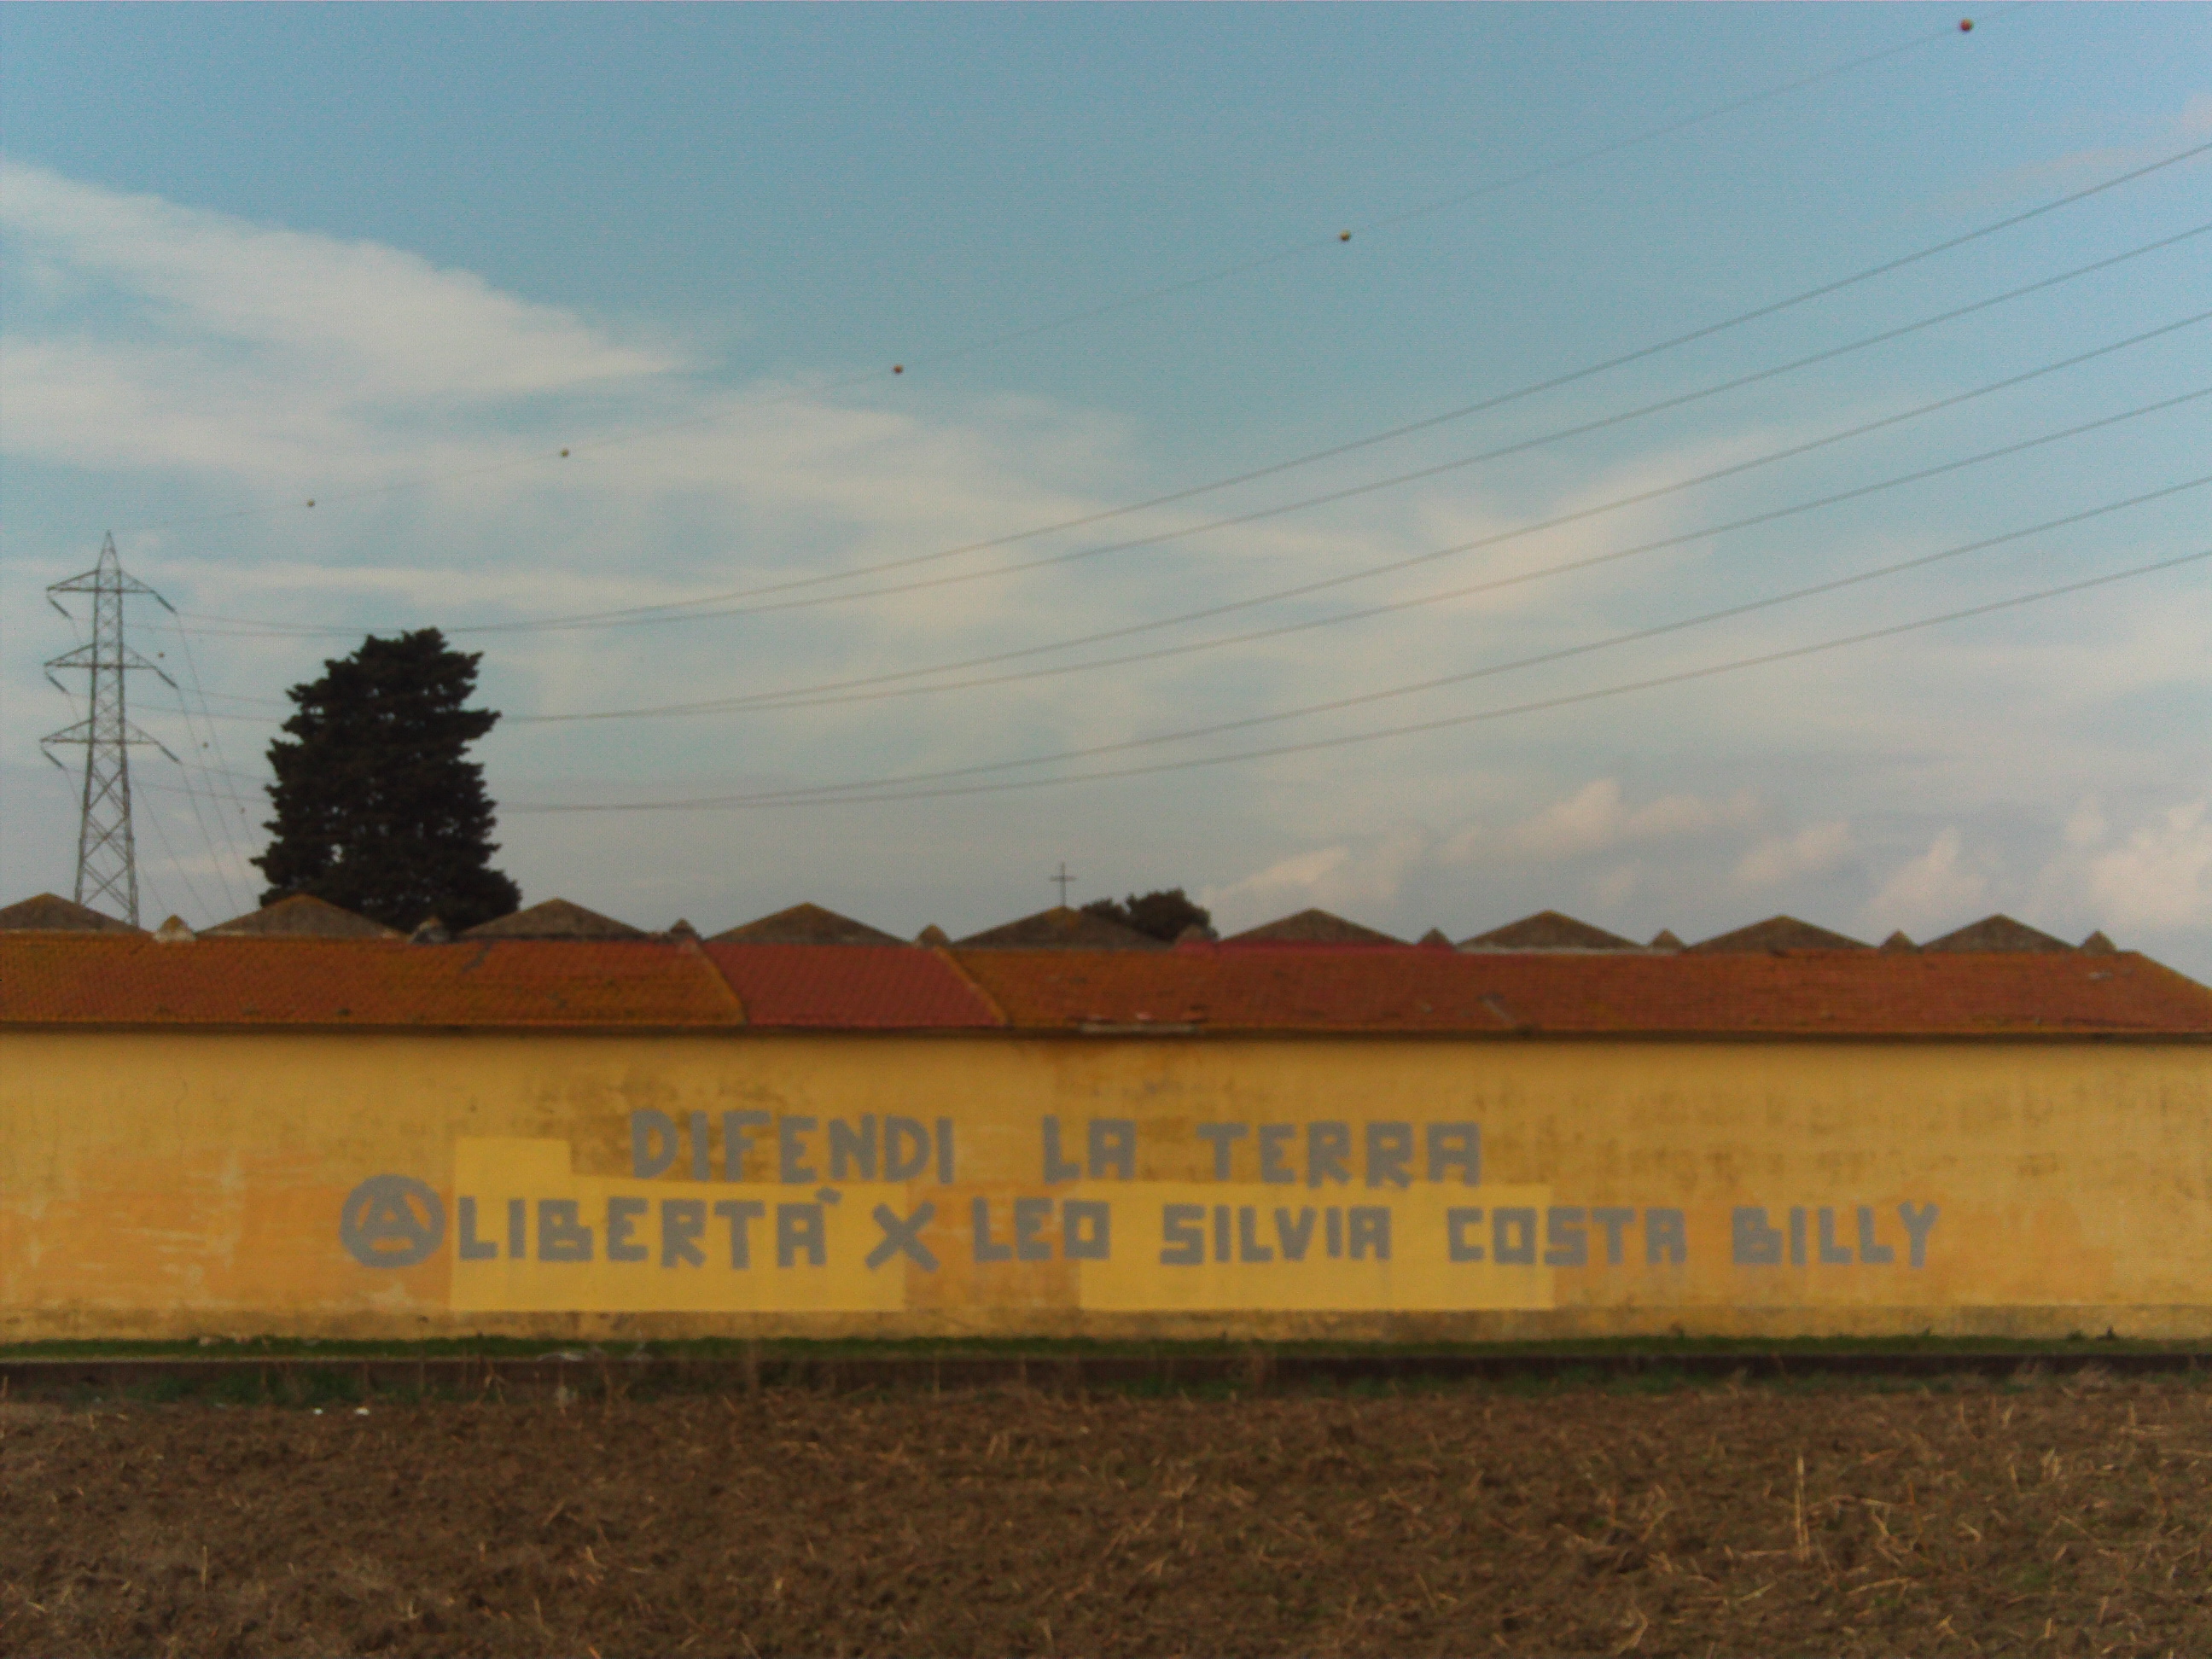 DIFENDI LA TERRA
Ⓐ LIBERTÀ X LEO SILVIA COSTA BILLY